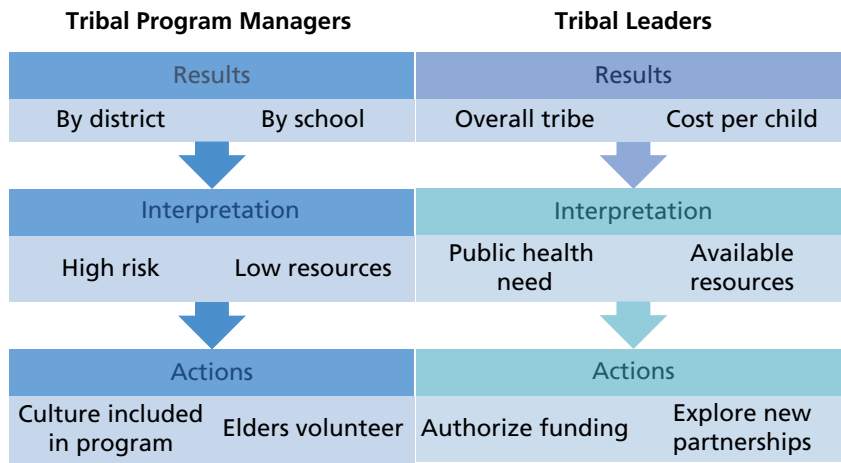 Tribal Program Managers
Tribal Leaders
Results
By district
By school
Interpretation
High risk
Low resources
Actions
Culture included
in program
Elders volunteer
Results
Overall tribe
Cost per child
Interpretation
Public health
need
Available
resources
Actions
Authorize funding
Explore new
partnerships